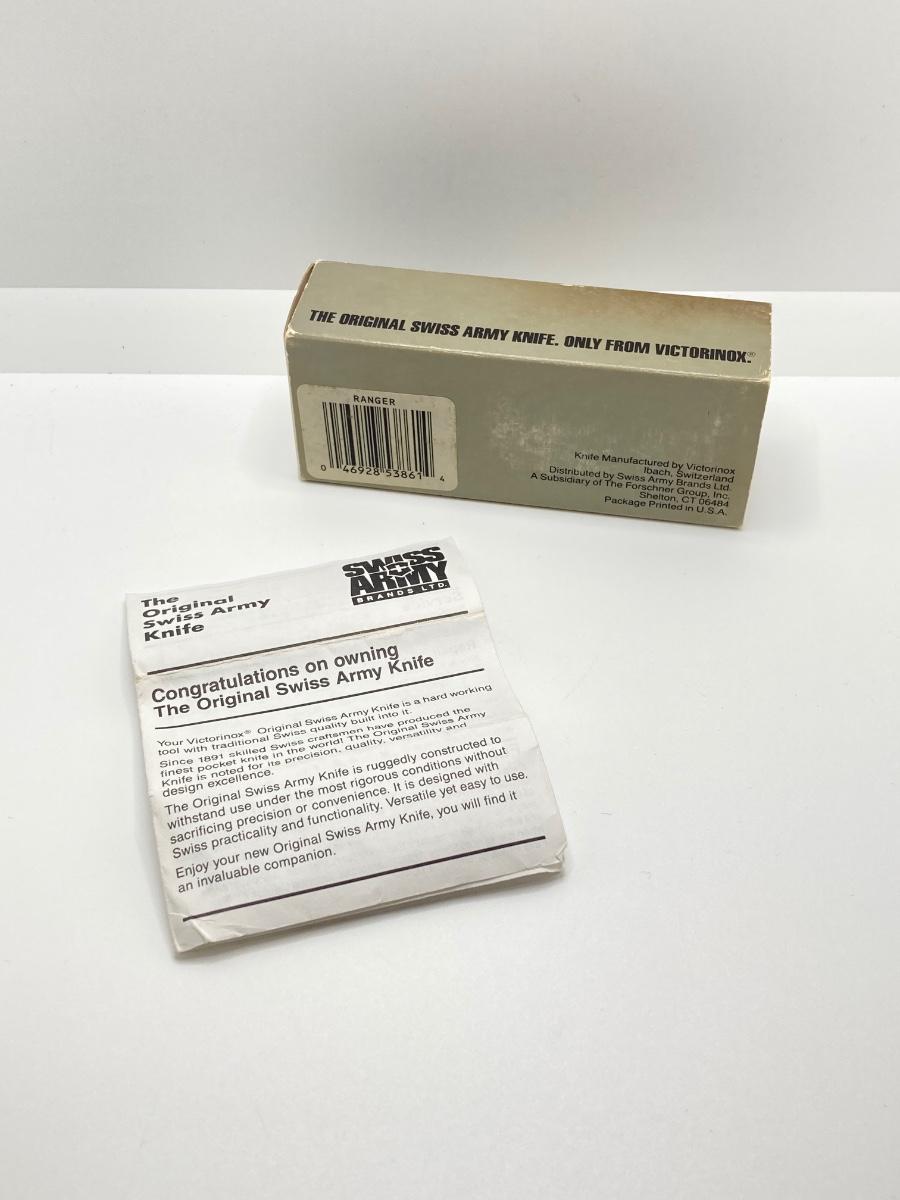 THE ORIGINAL SWISS ARMY KNIFE. ONLY FROM VICTORINOX.®
RANGER
0 46928 53861 4
Knife Manufactured by Victorinox
Ibach, Switzerland
Distributed by Swiss Army Brands Ltd.
A Subsidiary of The Forschner Group, Inc.
Shelton, CT 06484
Package Printed in U.S.A.
The
Original
Swiss Army
Knife
SWISS
ARMY
BRANDS LTD.
Congratulations on owning
The Original Swiss Army Knife
Your Victorinox® Original Swiss Army Knife is a hard working
tool with traditional Swiss quality built into it.
Since 1891 skilled Swiss craftsmen have produced the
finest pocket knife in the world! The Original Swiss Army
Knife is noted for its precision, quality, versatility and
design excellence.
The Original Swiss Army Knife is ruggedly constructed to
withstand use under the most rigorous conditions without
sacrificing precision or convenience. It is designed with
Swiss practicality and functionality. Versatile yet easy to use.
Enjoy your new Original Swiss Army Knife, you will find it
an invaluable companion.